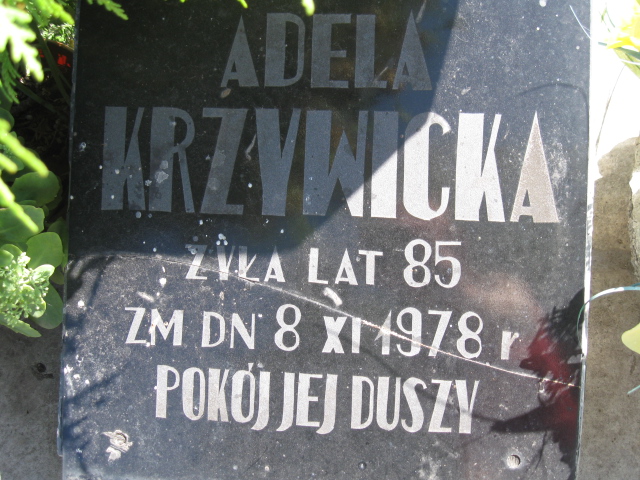 ADELA
KRZYWICKA
ŻYŁA LAT 85
ZM DN 8 XI 1978 r
POKÓJ JEJ DUSZY